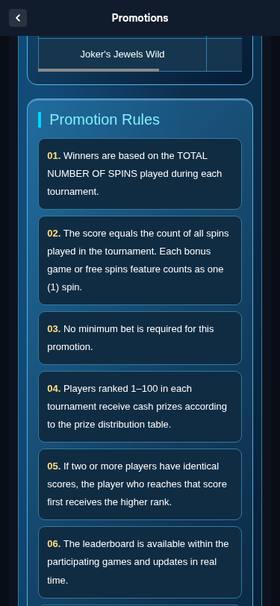 Promotions
Joker's Jewels Wild
Promotion Rules
01. Winners are based on the TOTAL
NUMBER OF SPINS played during each
tournament.
02. The score equals the count of all spins
played in the tournament. Each bonus
game or free spins feature counts as one
(1) spin.
03. No minimum bet is required for this
promotion.
04. Players ranked 1–100 in each
tournament receive cash prizes according
to the prize distribution table.
05. If two or more players have identical
scores, the player who reaches that score
first receives the higher rank.
06. The leaderboard is available within the
participating games and updates in real
time.